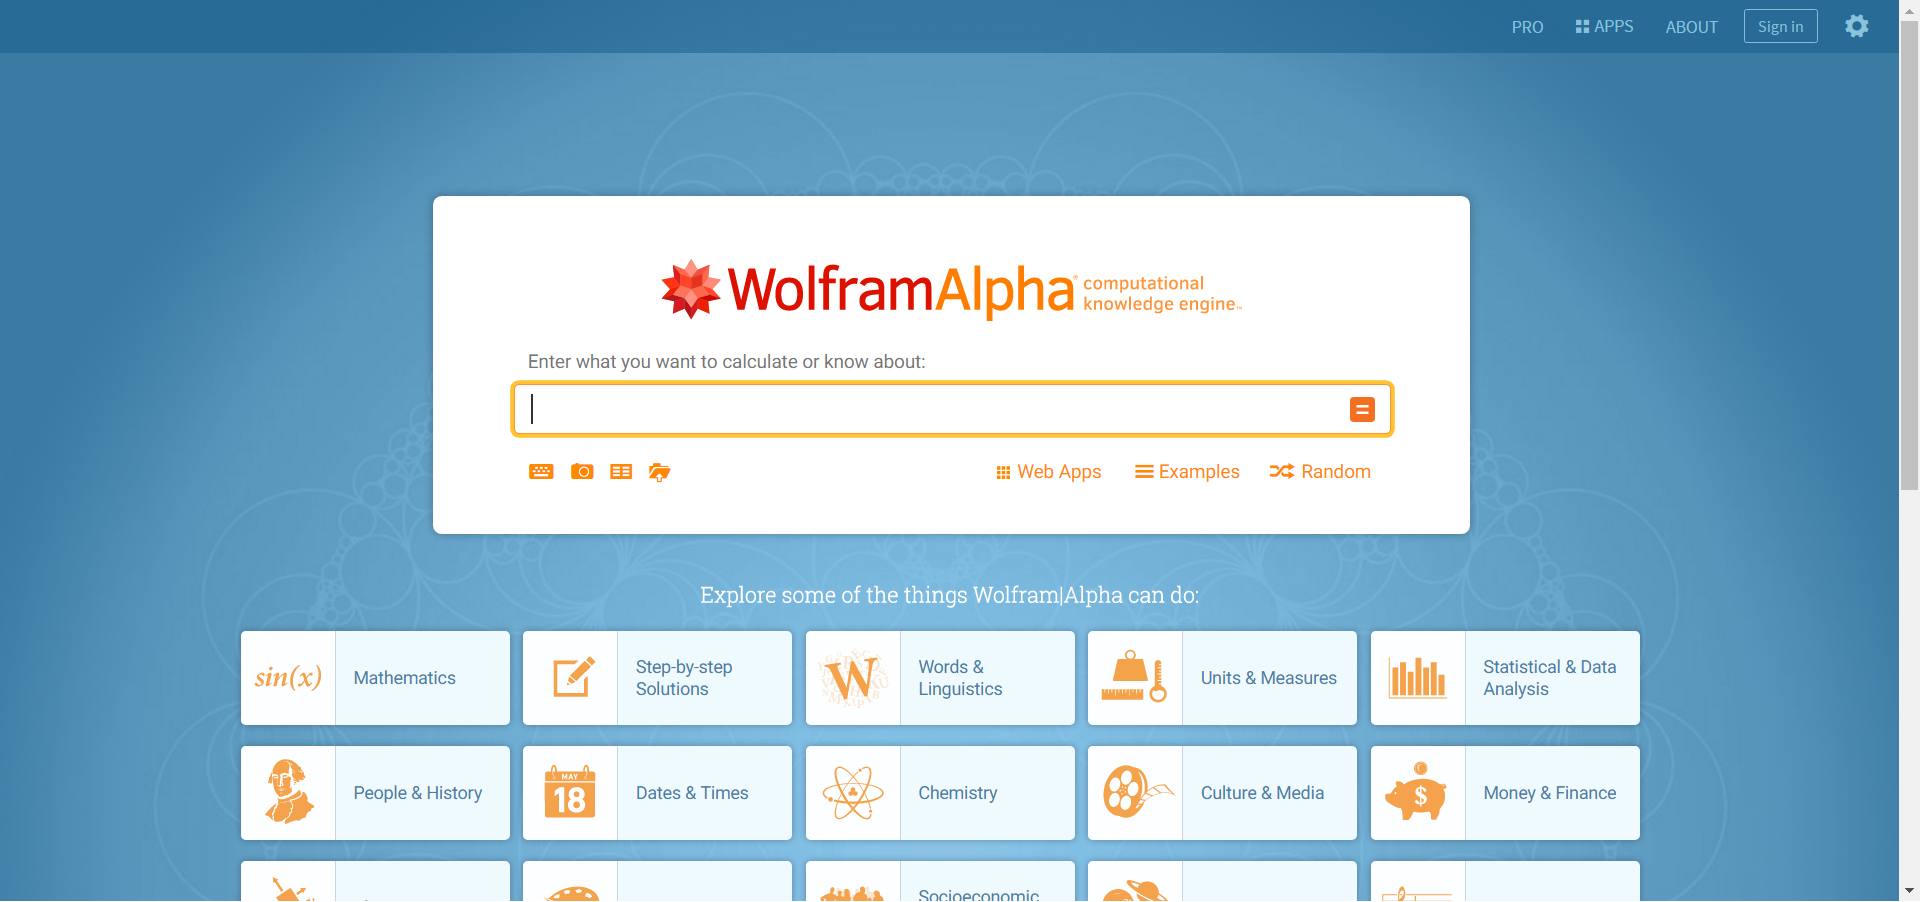 PRO
APPS
ABOUT
Sign in
WolframAlpha computational knowledge engine™
Enter what you want to calculate or know about:
=
Web Apps
Examples
Random
Explore some of the things Wolfram|Alpha can do:
sin(x)
Mathematics
Step-by-step
Solutions
W
Words &
Linguistics
Units & Measures
Statistical & Data
Analysis
People & History
MAY
18
Dates & Times
Chemistry
Culture & Media
$
Money & Finance
Socioeconomic